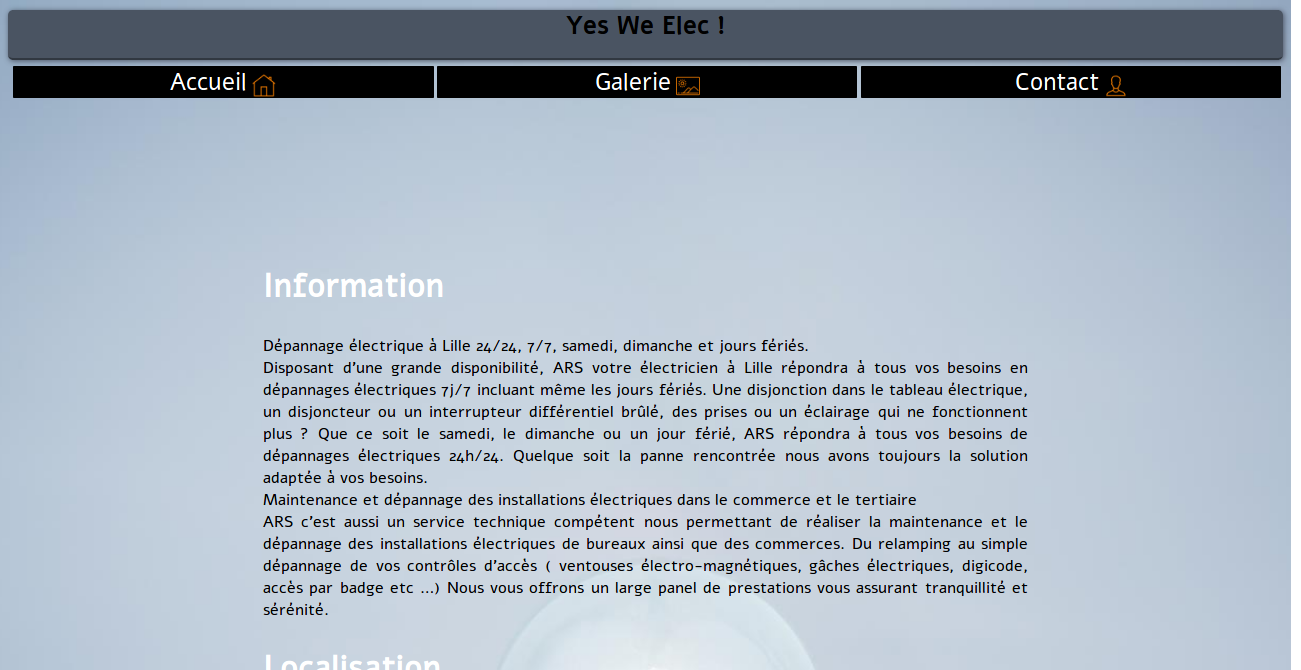 Yes We Elec !
Accueil
Galerie
Contact
Information
Dépannage électrique à Lille 24/24, 7/7, samedi, dimanche et jours fériés.
Disposant d'une grande disponibilité, ARS votre électricien à Lille répondra à tous vos besoins en
dépannages électriques 7j/7 incluant même les jours fériés. Une disjonction dans le tableau électrique,
un disjoncteur ou un interrupteur différentiel brûlé, des prises ou un éclairage qui ne fonctionnent
plus ? Que ce soit le samedi, le dimanche ou un jour férié, ARS répondra à tous vos besoins de
dépannages électriques 24h/24. Quelque soit la panne rencontrée nous avons toujours la solution
adaptée à vos besoins.
Maintenance et dépannage des installations électriques dans le commerce et le tertiaire
ARS c'est aussi un service technique compétent nous permettant de réaliser la maintenance et le
dépannage des installations électriques de bureaux ainsi que des commerces. Du relamping au simple
dépannage de vos contrôles d'accès ( ventouses électro-magnétiques, gâches électriques, digicode,
accès par badge etc ...) Nous vous offrons un large panel de prestations vous assurant tranquillité et
sérénité.
Localisation